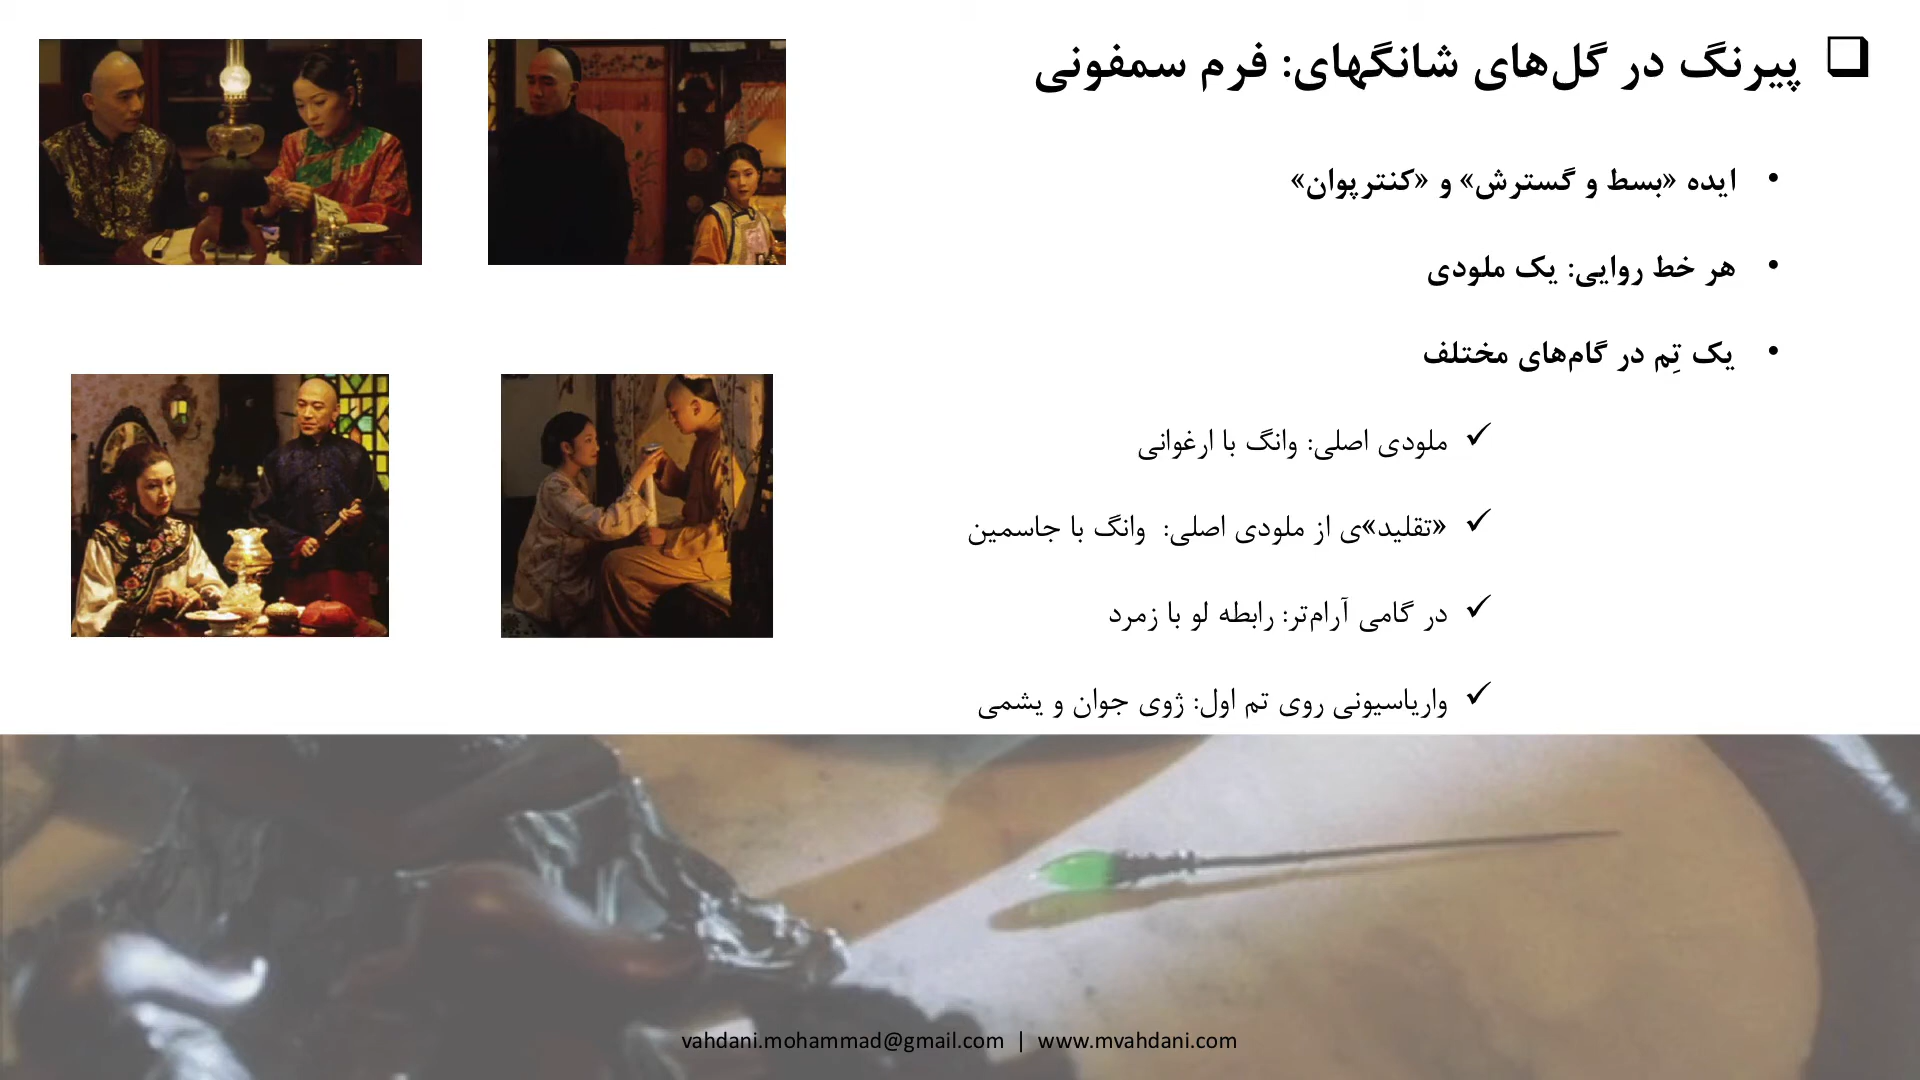 ❑ پیرنگ در گل‌های شانگهای: فرم سمفونی
• ایده «بسط و گسترش» و «کنترپوان»
• هر خط روایی: یک ملودی
• یک تِم در گام‌های مختلف
✓ ملودی اصلی: وانگ با ارغوانی
✓ «تقلید»ی از ملودی اصلی: وانگ با جاسمین
✓ در گامی آرام‌تر: رابطه لو با زمرد
✓ واریاسیونی روی تم اول: ژوی جوان و یشمی
vahdani.mohammad@gmail.com | www.mvahdani.com